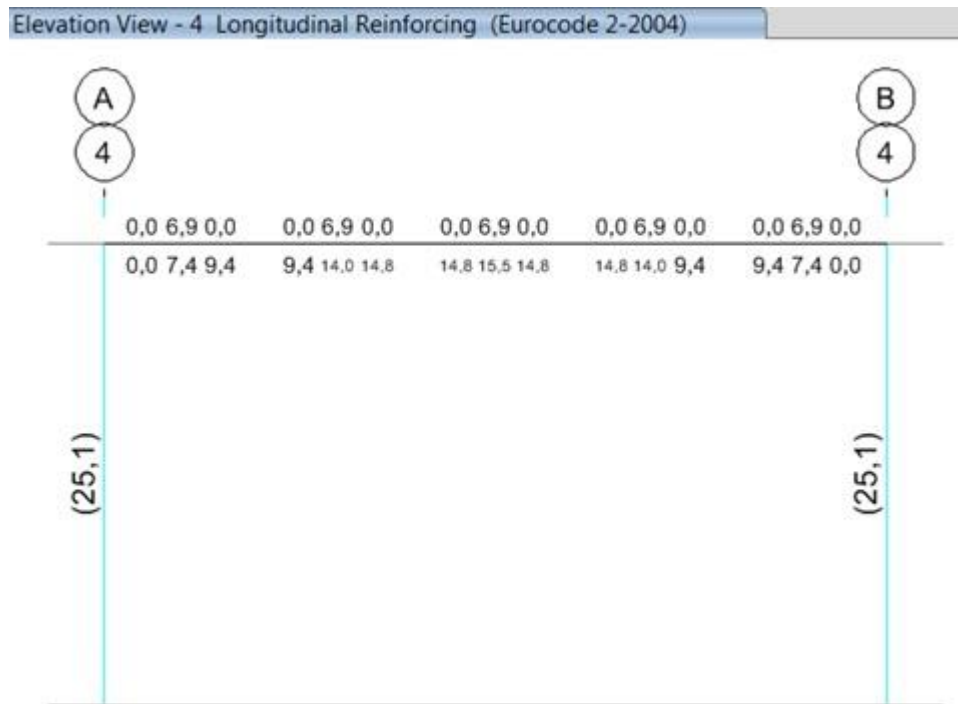 Elevation View - 4 Longitudinal Reinforcing (Eurocode 2-2004)
A B
4 4
0,0 6,9 0,0 0,0 6,9 0,0 0,0 6,9 0,0 0,0 6,9 0,0 0,0 6,9 0,0
0,0 7,4 9,4 9,4 14,0 14,8 14,8 15,5 14,8 14,8 14,0 9,4 9,4 7,4 0,0
(25,1) (25,1)